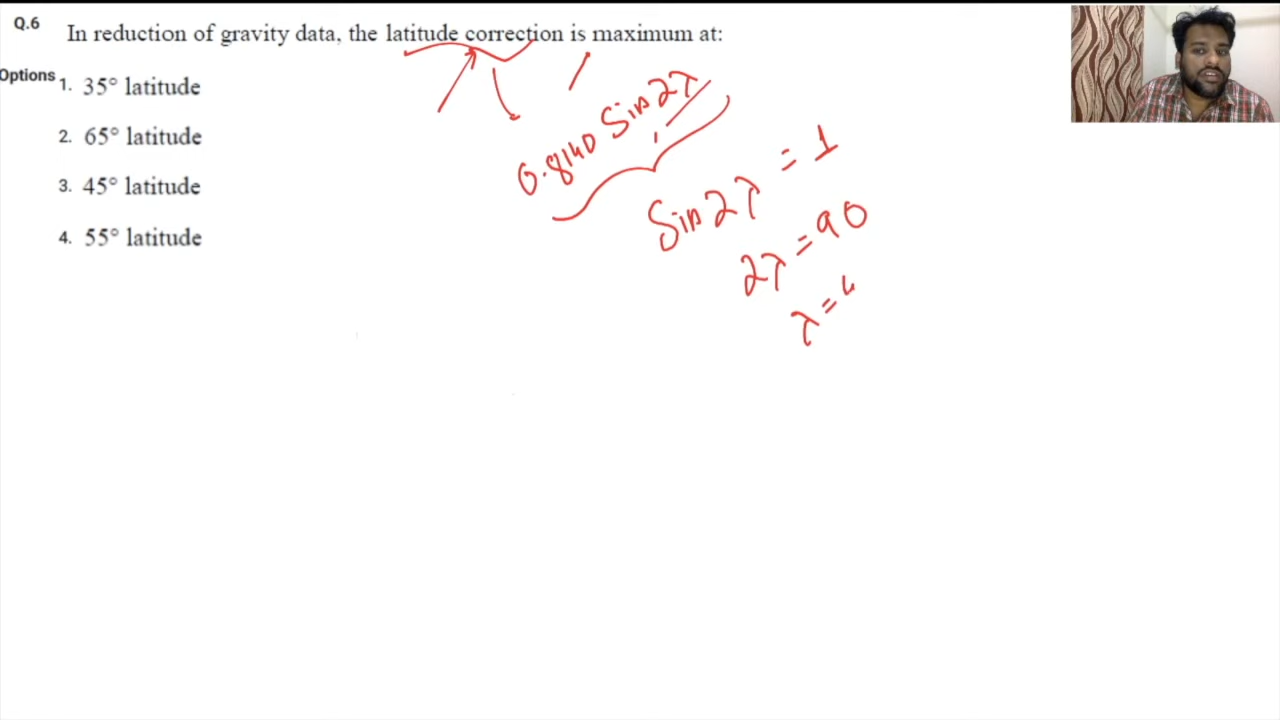 Q.6 In reduction of gravity data, the latitude correction is maximum at:
Options 1. 35° latitude
2. 65° latitude
3. 45° latitude
4. 55° latitude
0.8140 Sin 2λ
Sin 2λ = 1
2λ = 90
λ = 4